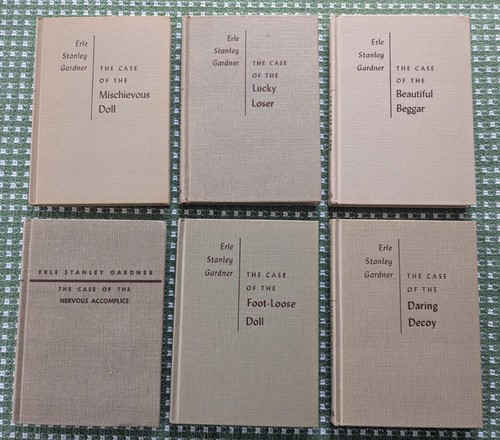 Erle
Stanley
Gardner
THE CASE
OF THE
Mischievous
Doll
Erle
Stanley
Gardner
THE CASE
OF THE
Lucky
Loser
Erle
Stanley
Gardner
THE CASE
OF THE
Beautiful
Beggar
ERLE STANLEY GARDNER
THE CASE OF THE
NERVOUS ACCOMPLICE
Erle
Stanley
Gardner
THE CASE
OF THE
Foot-Loose
Doll
Erle
Stanley
Gardner
THE CASE
OF THE
Daring
Decoy